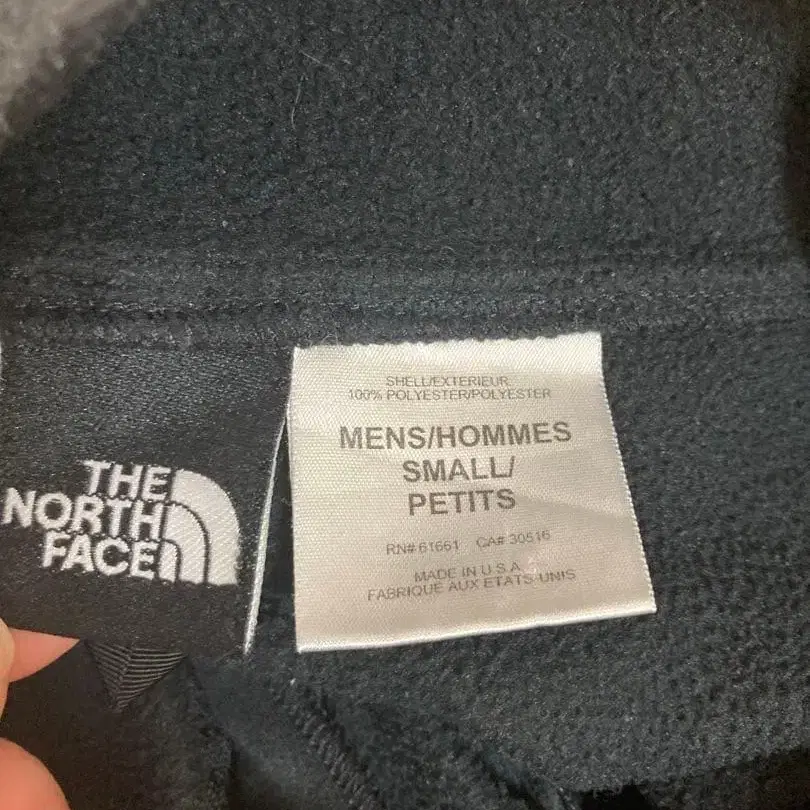 THE
NORTH
FACE
SHELL/EXTERIEUR
100% POLYESTER/POLYESTER
MENS/HOMMES
SMALL/
PETITS
RN# 61661 CA# 30516
MADE IN U.S.A.
FABRIQUE AUX ETATS-UNIS